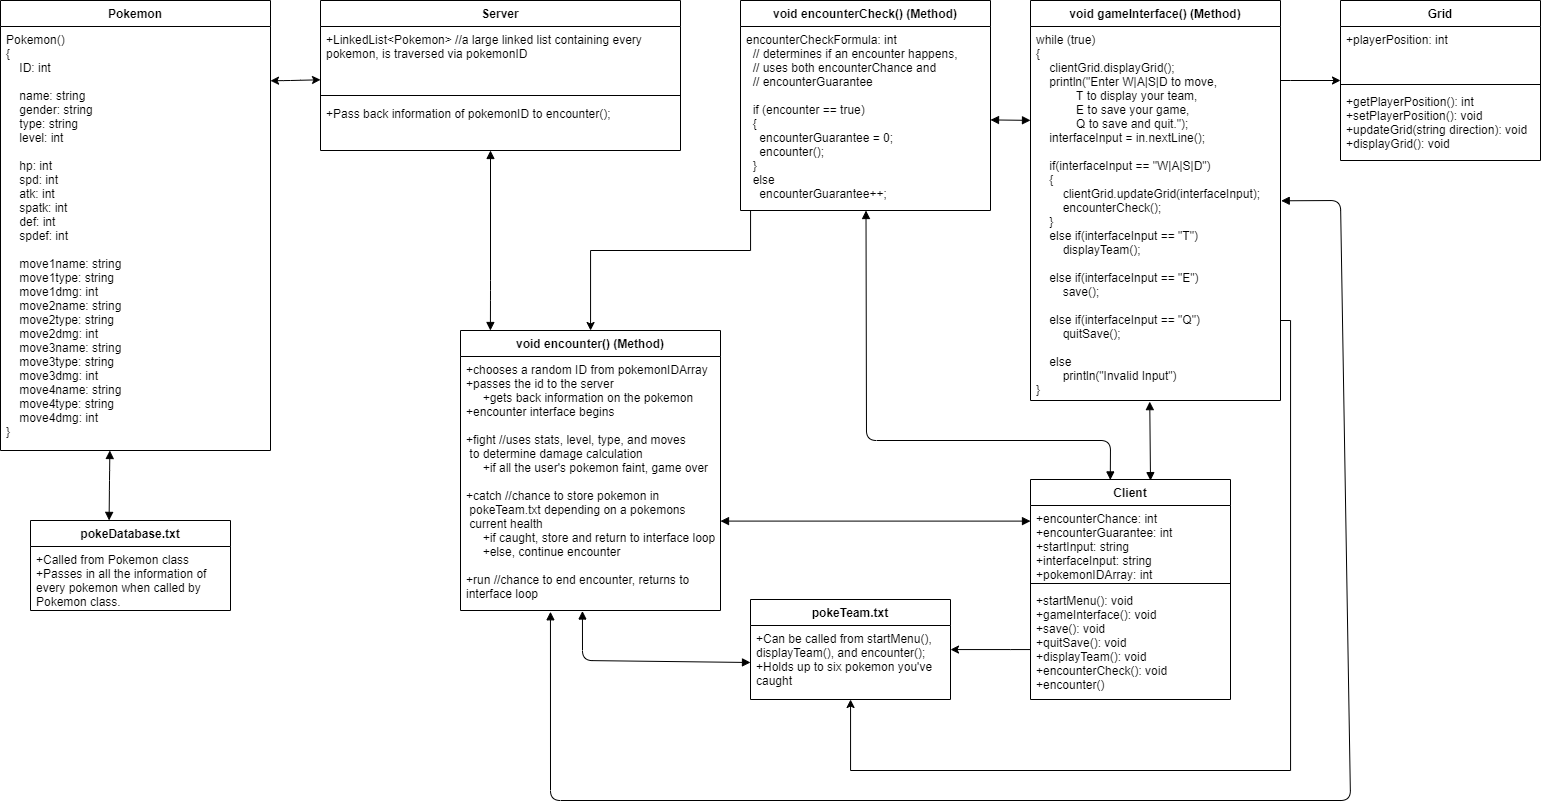 Pokemon
Pokemon()
{
ID: int
name: string
gender: string
type: string
level: int
hp: int
spd: int
atk: int
spatk: int
def: int
spdef: int
move1name: string
move1type: string
move1dmg: int
move2name: string
move2type: string
move2dmg: int
move3name: string
move3type: string
move3dmg: int
move4name: string
move4type: string
move4dmg: int
}
pokeDatabase.txt
+Called from Pokemon class
+Passes in all the information of
every pokemon when called by
Pokemon class.
Server
+LinkedList<Pokemon> //a large linked list containing every
pokemon, is traversed via pokemonID
+Pass back information of pokemonID to encounter();
void encounter() (Method)
+chooses a random ID from pokemonIDArray
+passes the id to the server
+gets back information on the pokemon
+encounter interface begins
+fight //uses stats, level, type, and moves
to determine damage calculation
+if all the user's pokemon faint, game over
+catch //chance to store pokemon in
pokeTeam.txt depending on a pokemons
current health
+if caught, store and return to interface loop
+else, continue encounter
+run //chance to end encounter, returns to
interface loop
void encounterCheck() (Method)
encounterCheckFormula: int
// determines if an encounter happens,
// uses both encounterChance and
// encounterGuarantee
if (encounter == true)
{
encounterGuarantee = 0;
encounter();
}
else
encounterGuarantee++;
void gameInterface() (Method)
while (true)
{
clientGrid.displayGrid();
println("Enter W|A|S|D to move,
T to display your team,
E to save your game,
Q to save and quit.");
interfaceInput = in.nextLine();
if(interfaceInput == "W|A|S|D")
{
clientGrid.updateGrid(interfaceInput);
encounterCheck();
}
else if(interfaceInput == "T")
displayTeam();
else if(interfaceInput == "E")
save();
else if(interfaceInput == "Q")
quitSave();
else
println("Invalid Input")
}
Grid
+playerPosition: int
+getPlayerPosition(): int
+setPlayerPosition(): void
+updateGrid(string direction): void
+displayGrid(): void
Client
+encounterChance: int
+encounterGuarantee: int
+startInput: string
+interfaceInput: string
+pokemonIDArray: int
+startMenu(): void
+gameInterface(): void
+save(): void
+quitSave(): void
+displayTeam(): void
+encounterCheck(): void
+encounter()
pokeTeam.txt
+Can be called from startMenu(),
displayTeam(), and encounter();
+Holds up to six pokemon you've
caught